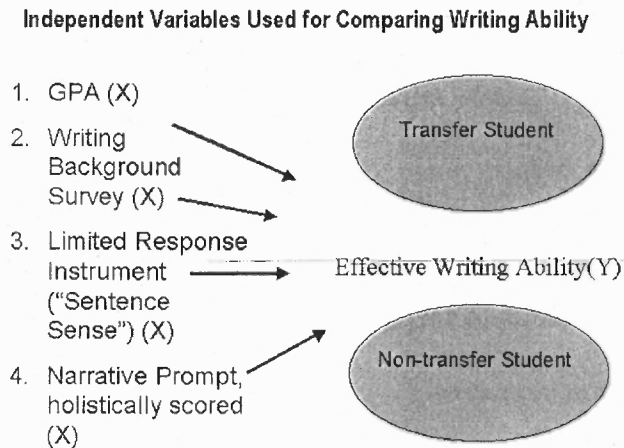 Independent Variables Used for Comparing Writing Ability
1. GPA (X)
2. Writing
Background
Survey (X)
3. Limited Response
Instrument
("Sentence
Sense") (X)
4. Narrative Prompt,
holistically scored
(X)
Transfer Student
Effective Writing Ability(Y)
Non-transfer Student